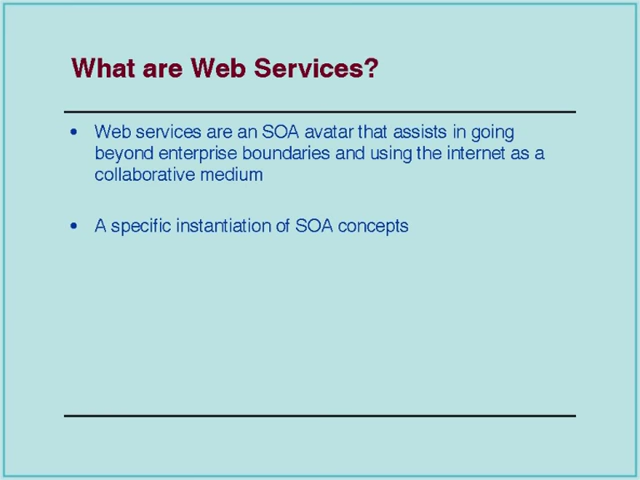 What are Web Services?
• Web services are an SOA avatar that assists in going
beyond enterprise boundaries and using the internet as a
collaborative medium
• A specific instantiation of SOA concepts